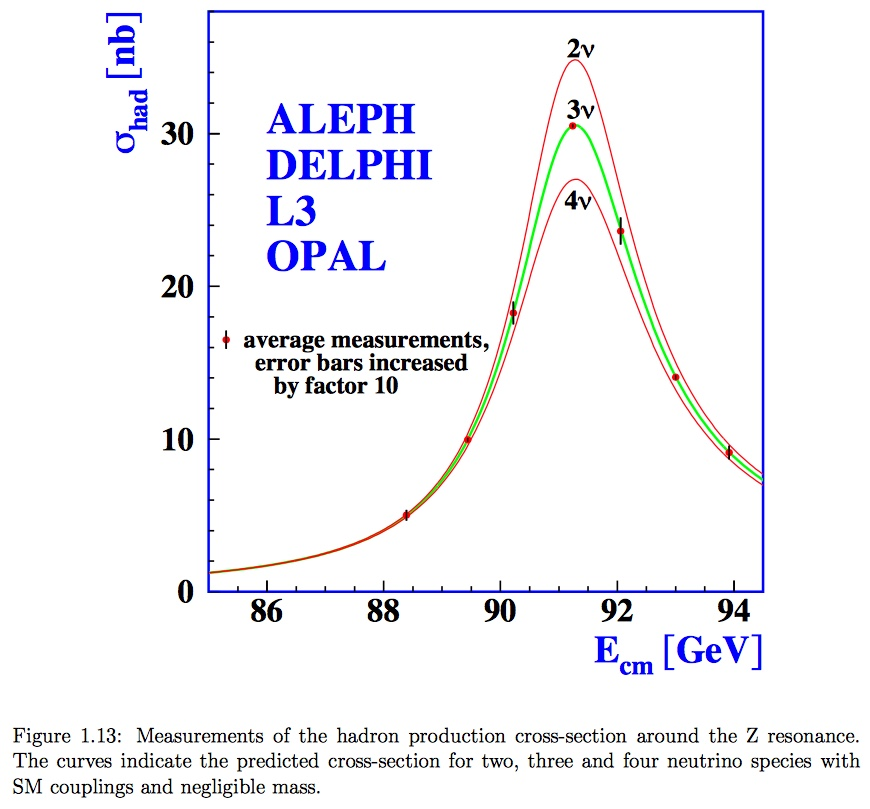 σhad [nb]
30
20
10
0
ALEPH
DELPHI
L3
OPAL
average measurements,
error bars increased
by factor 10
2ν
3ν
4ν
86 88 90 92 94
Ecm [GeV]
Figure 1.13: Measurements of the hadron production cross-section around the Z resonance.
The curves indicate the predicted cross-section for two, three and four neutrino species with
SM couplings and negligible mass.